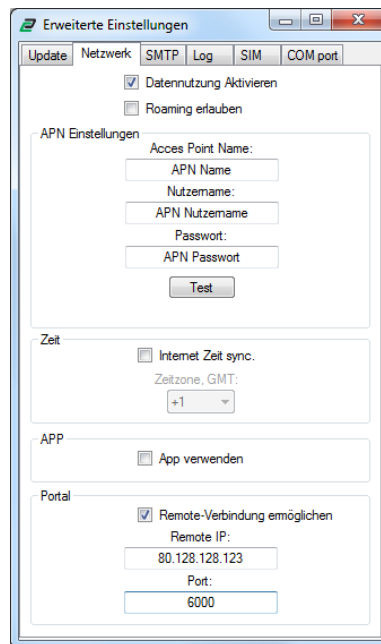 Erweiterte Einstellungen
Update Netzwerk SMTP Log SIM COM port
Datennutzung Aktivieren
Roaming erlauben
APN Einstellungen
Acces Point Name:
APN Name
Nutzername:
APN Nutzername
Passwort:
APN Passwort
Test
Zeit
Internet Zeit sync.
Zeitzone, GMT:
+1
APP
App verwenden
Portal
Remote-Verbindung ermöglichen
Remote IP:
80.128.128.123
Port:
6000